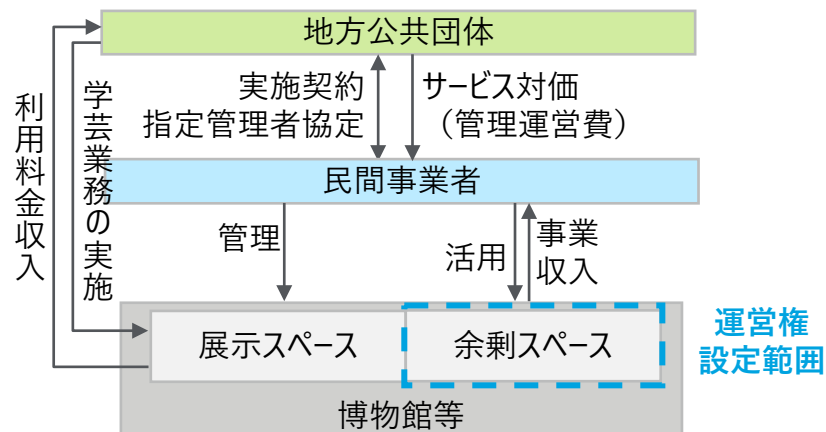 地方公共団体
実施契約
指定管理者協定
サービス対価
（管理運営費）
利用料金収入
学芸業務の実施
民間事業者
管理
活用
事業
収入
展示スペース
余剰スペース
運営権
設定範囲
博物館等